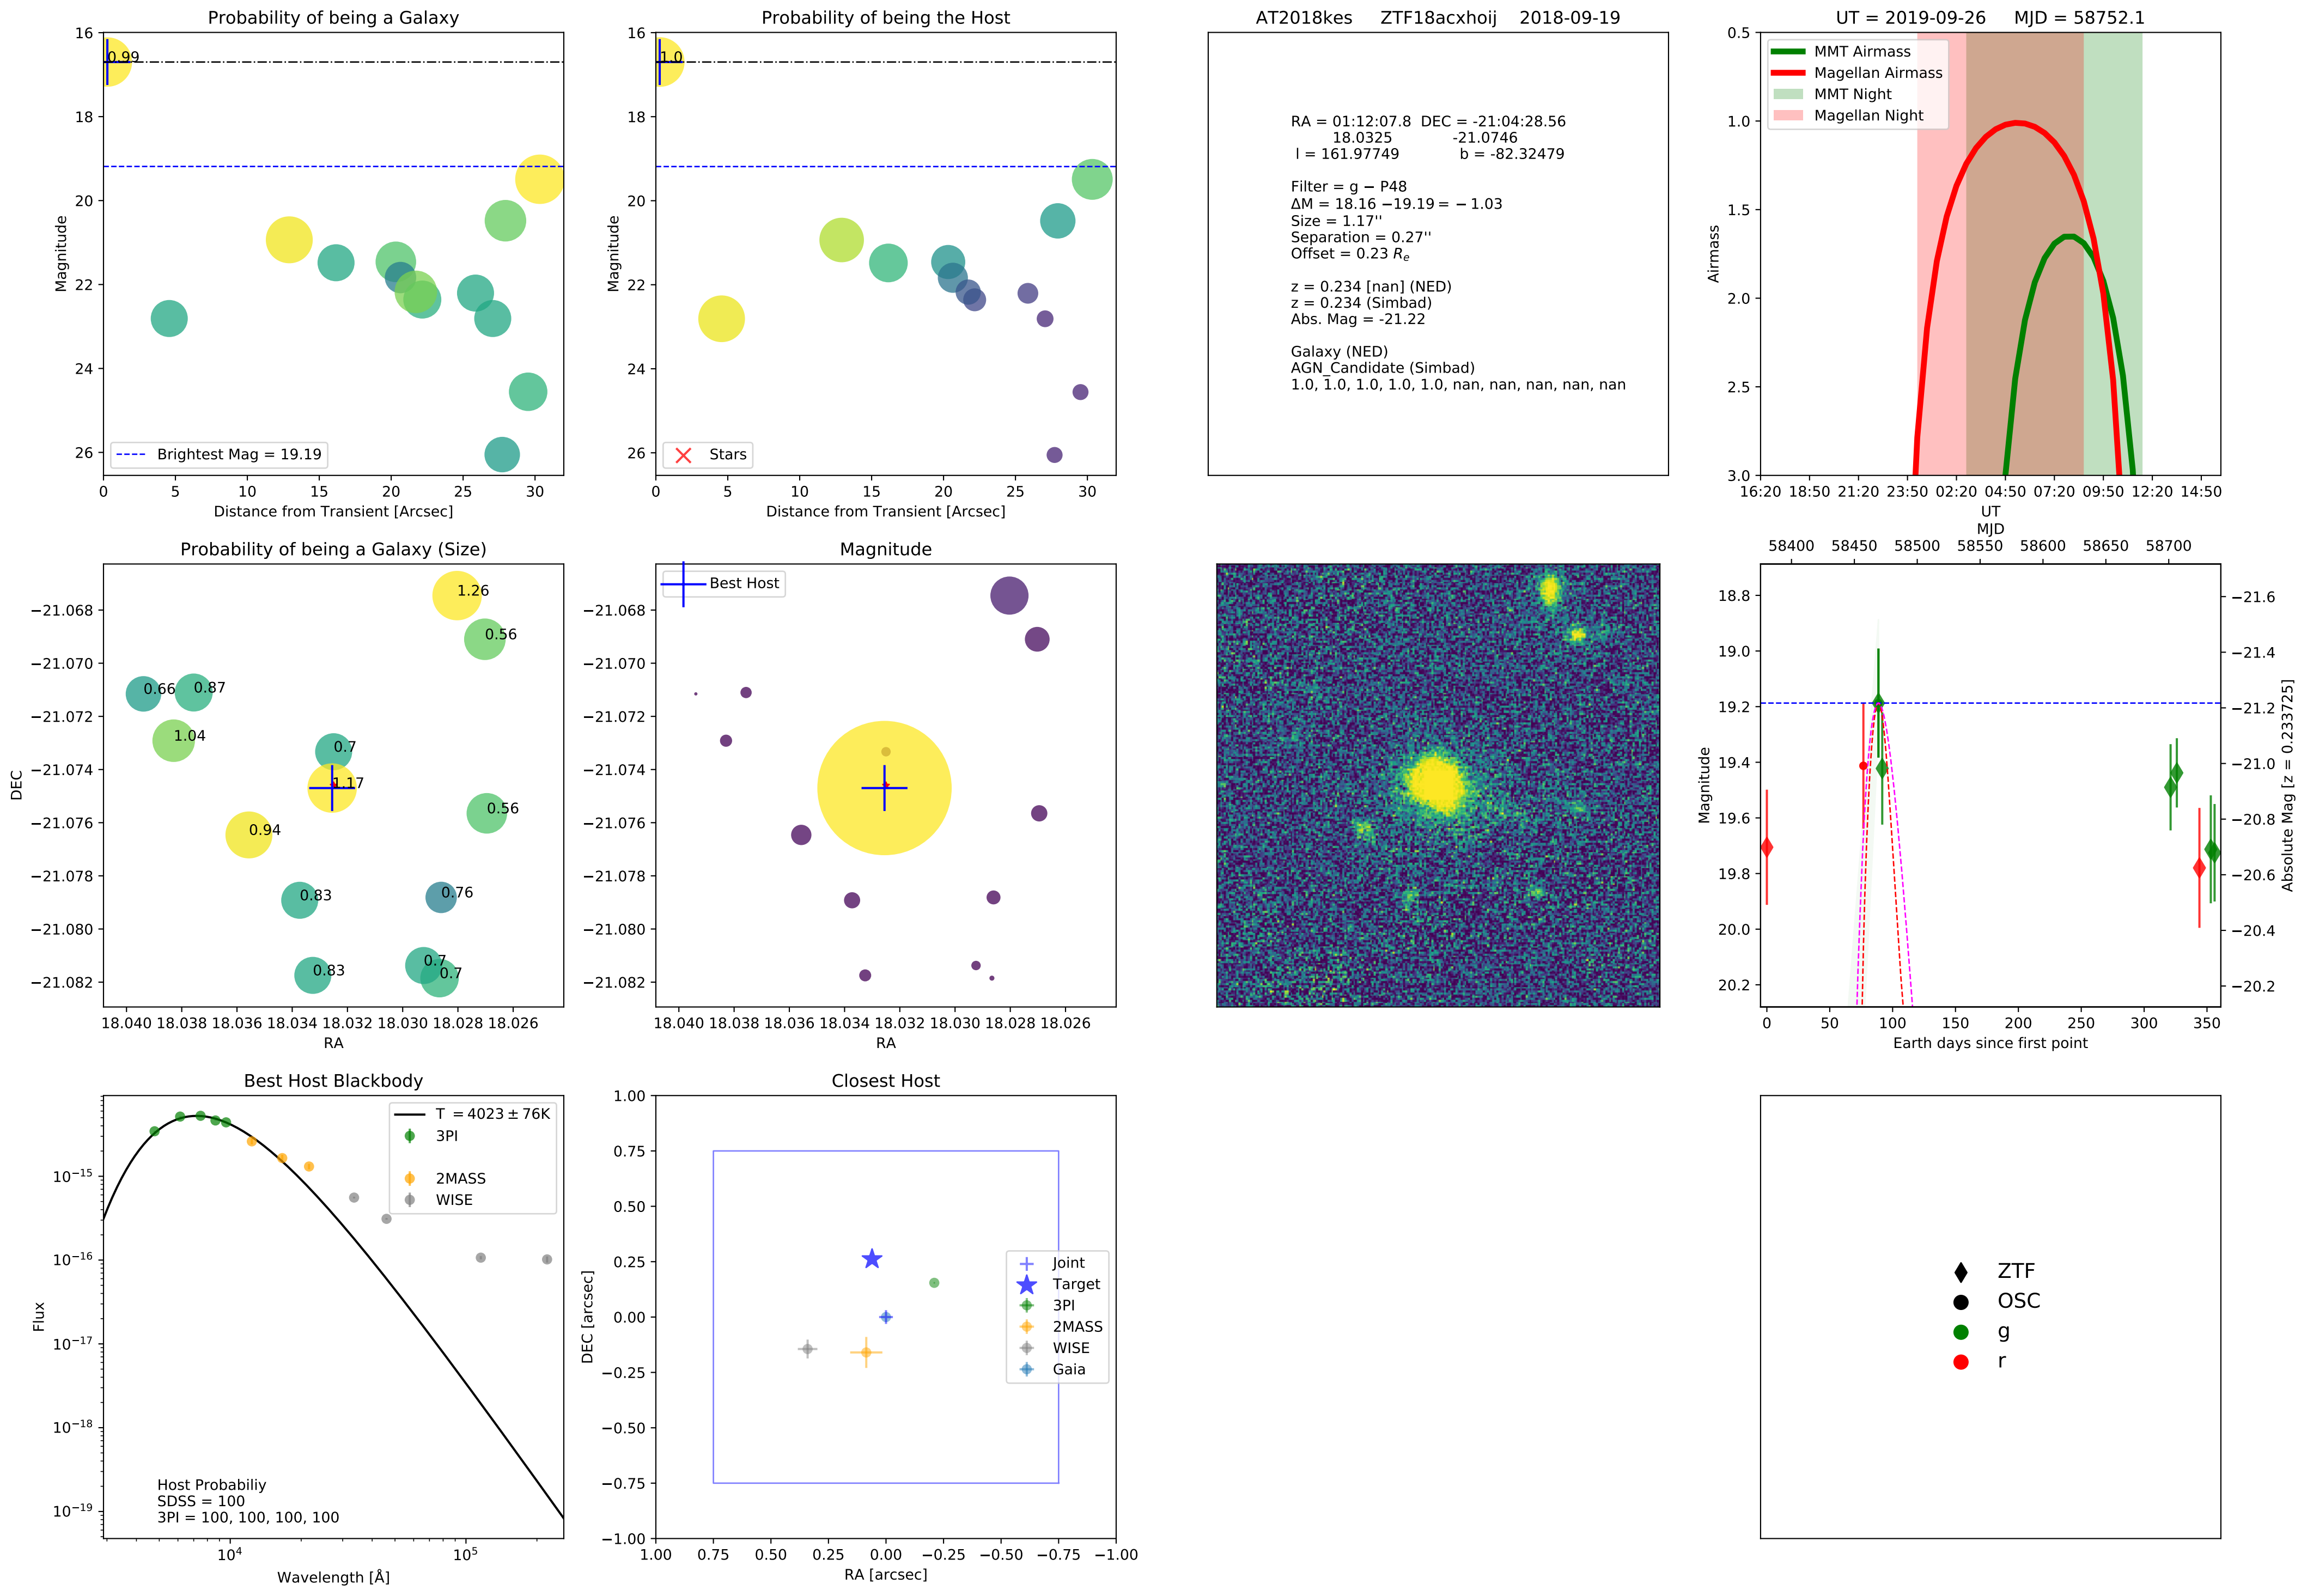 Probability of being a Galaxy
16
18
20
22
24
26
Magnitude
0.99
Brightest Mag = 19.19
0 5 10 15 20 25 30
Distance from Transient [Arcsec]
Probability of being the Host
16
18
20
22
24
26
Magnitude
1.0
Stars
0 5 10 15 20 25 30
Distance from Transient [Arcsec]
AT2018kes ZTF18acxhoij 2018-09-19
RA = 01:12:07.8 DEC = -21:04:28.56
18.0325 -21.0746
l = 161.97749 b = -82.32479
Filter = g − P48
ΔM = 18.16 −19.19 = − 1.03
Size = 1.17''
Separation = 0.27''
Offset = 0.23 Rₑ
z = 0.234 [nan] (NED)
z = 0.234 (Simbad)
Abs. Mag = -21.22
Galaxy (NED)
AGN_Candidate (Simbad)
1.0, 1.0, 1.0, 1.0, 1.0, nan, nan, nan, nan, nan
UT = 2019-09-26 MJD = 58752.1
0.5
1.0
1.5
2.0
2.5
3.0
Airmass
MMT Airmass
Magellan Airmass
MMT Night
Magellan Night
16:20 18:50 21:20 23:50 02:20 04:50 07:20 09:50 12:20 14:50
UT
Probability of being a Galaxy (Size)
−21.068
−21.070
−21.072
−21.074
−21.076
−21.078
−21.080
−21.082
DEC
1.26
0.56
0.66
0.87
1.04
0.7
1.17
0.56
0.94
0.83
0.76
0.83
0.7
0.7
18.040 18.038 18.036 18.034 18.032 18.030 18.028 18.026
RA
Magnitude
Best Host
−21.068
−21.070
−21.072
−21.074
−21.076
−21.078
−21.080
−21.082
18.040 18.038 18.036 18.034 18.032 18.030 18.028 18.026
RA
MJD
58400 58450 58500 58550 58600 58650 58700
18.8
19.0
19.2
19.4
19.6
19.8
20.0
20.2
Magnitude
−21.6
−21.4
−21.2
−21.0
−20.8
−20.6
−20.4
−20.2
Absolute Mag [z = 0.233725]
0 50 100 150 200 250 300 350
Earth days since first point
Best Host Blackbody
T = 4023 ± 76K
3PI
2MASS
WISE
10⁻¹⁵
10⁻¹⁶
10⁻¹⁷
10⁻¹⁸
10⁻¹⁹
Flux
Host Probabiliy
SDSS = 100
3PI = 100, 100, 100, 100
10⁴ 10⁵
Wavelength [Å]
Closest Host
1.00
0.75
0.50
0.25
0.00
−0.25
−0.50
−0.75
−1.00
DEC [arcsec]
Joint
Target
3PI
2MASS
WISE
Gaia
1.00 0.75 0.50 0.25 0.00 −0.25 −0.50 −0.75 −1.00
RA [arcsec]
ZTF
OSC
g
r